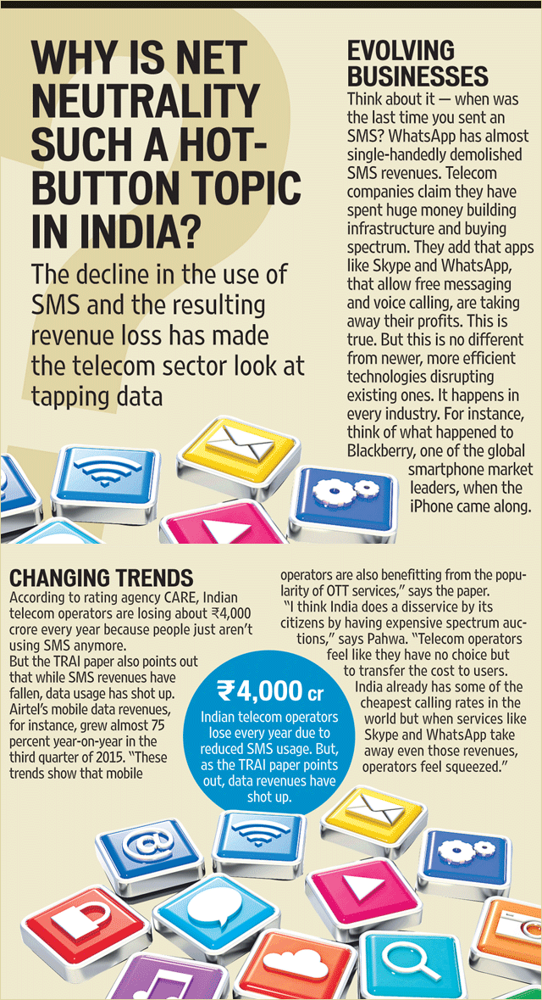 WHY IS NET
NEUTRALITY
SUCH A HOT-
BUTTON TOPIC
IN INDIA?
The decline in the use of
SMS and the resulting
revenue loss has made
the telecom sector look at
tapping data
EVOLVING
BUSINESSES
Think about it — when was
the last time you sent an
SMS? WhatsApp has almost
single-handedly demolished
SMS revenues. Telecom
companies claim they have
spent huge money building
infrastructure and buying
spectrum. They add that apps
like Skype and WhatsApp,
that allow free messaging
and voice calling, are taking
away their profits. This is
true. But this is no different
from newer, more efficient
technologies disrupting
existing ones. It happens in
every industry. For instance,
think of what happened to
Blackberry, one of the global
smartphone market
leaders, when the
iPhone came along.
CHANGING TRENDS
According to rating agency CARE, Indian
telecom operators are losing about ₹4,000
crore every year because people just aren't
using SMS anymore.
But the TRAI paper also points out
that while SMS revenues have
fallen, data usage has shot up.
Airtel's mobile data revenues,
for instance, grew almost 75
percent year-on-year in the
third quarter of 2015. “These
trends show that mobile
operators are also benefitting from the popu-
larity of OTT services,” says the paper.
“I think India does a disservice by its
citizens by having expensive spectrum auc-
tions,” says Pahwa. “Telecom operators
feel like they have no choice but
to transfer the cost to users.
India already has some of the
cheapest calling rates in the
world but when services like
Skype and WhatsApp take
away even those revenues,
operators feel squeezed.”
₹4,000 cr
Indian telecom operators
lose every year due to
reduced SMS usage. But,
as the TRAI paper points
out, data revenues have
shot up.
@